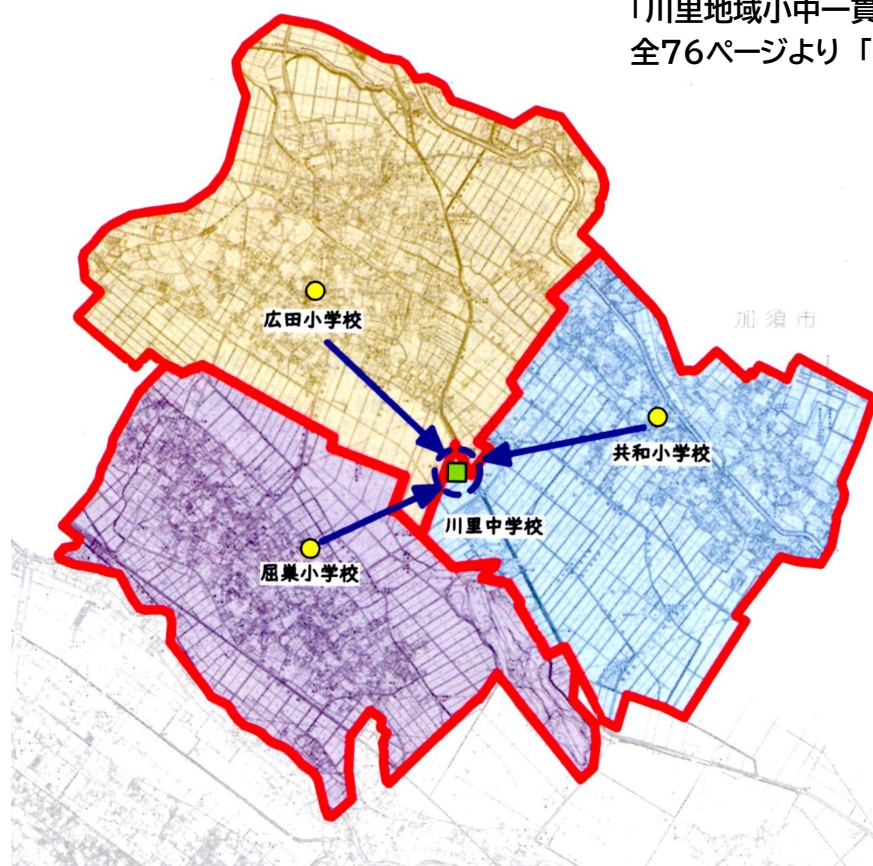 「川里地域小中一貫
全76ページより 「
加須市
広田小学校
共和小学校
川里中学校
屈巣小学校